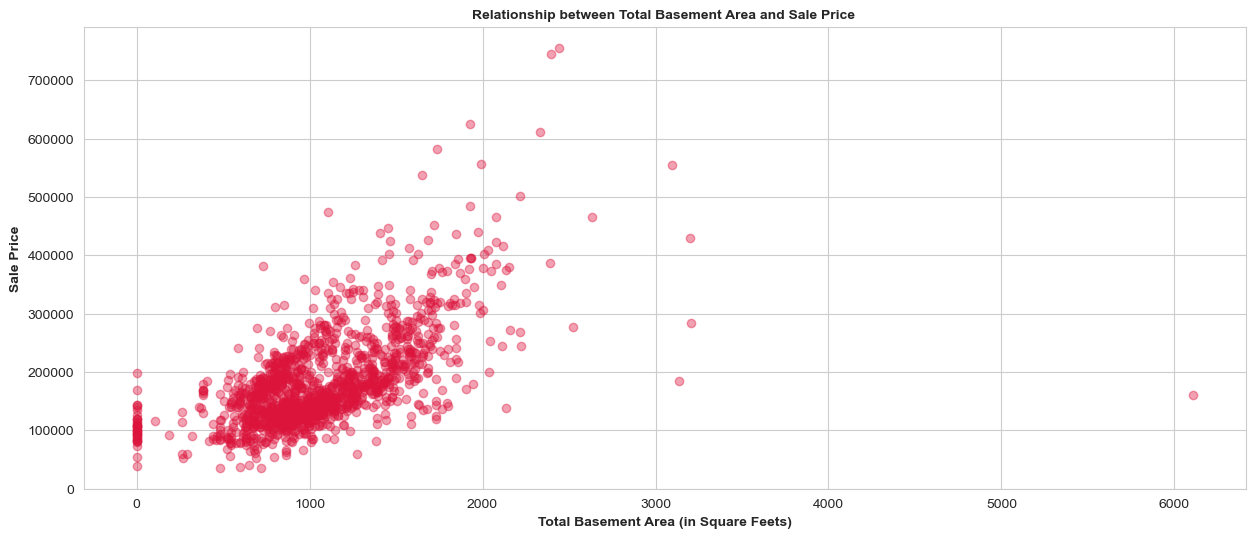 Relationship between Total Basement Area and Sale Price
Sale Price
700000
600000
500000
400000
300000
200000
100000
0
0 1000 2000 3000 4000 5000 6000
Total Basement Area (in Square Feets)